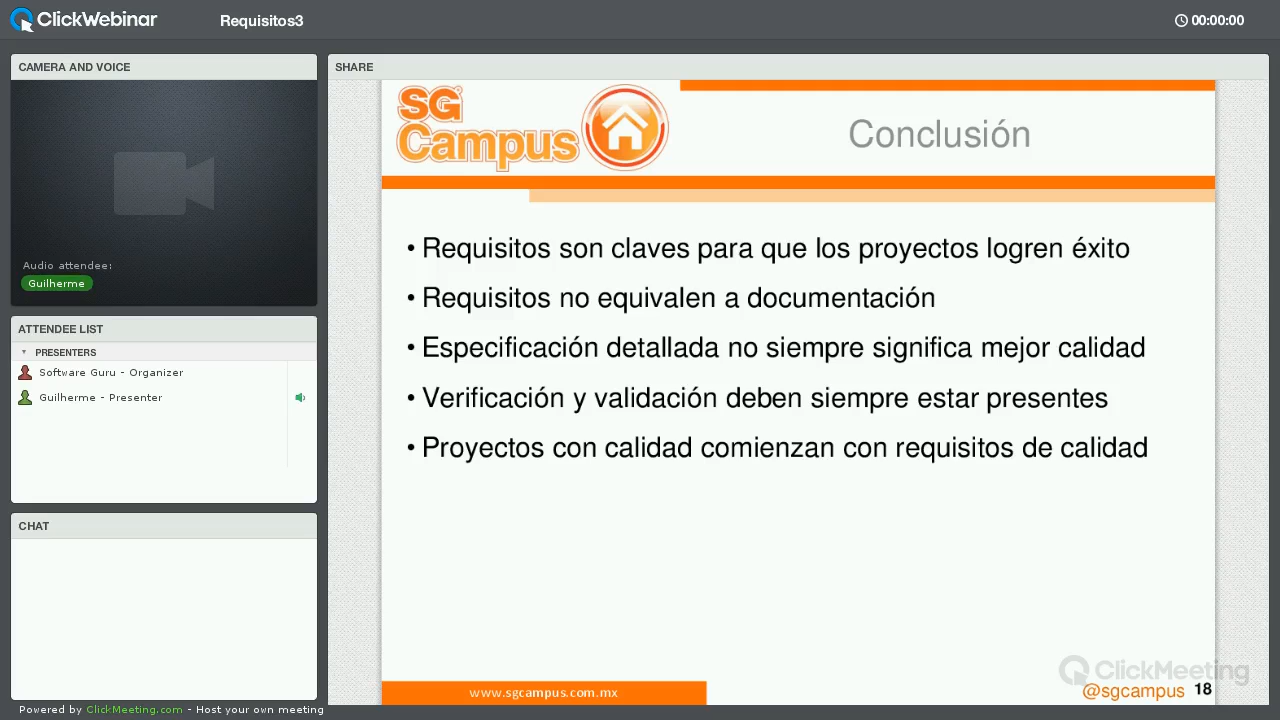 ClickWebinar
Requisitos3
00:00:00
CAMERA AND VOICE
Audio attendee:
Guilherme
ATTENDEE LIST
PRESENTERS
Software Guru - Organizer
Guilherme - Presenter
CHAT
Powered by ClickMeeting.com - Host your own meeting
SHARE
SG
Campus
Conclusión
• Requisitos son claves para que los proyectos logren éxito
• Requisitos no equivalen a documentación
• Especificación detallada no siempre significa mejor calidad
• Verificación y validación deben siempre estar presentes
• Proyectos con calidad comienzan con requisitos de calidad
ClickMeeting
www.sgcampus.com.mx
@sgcampus 18